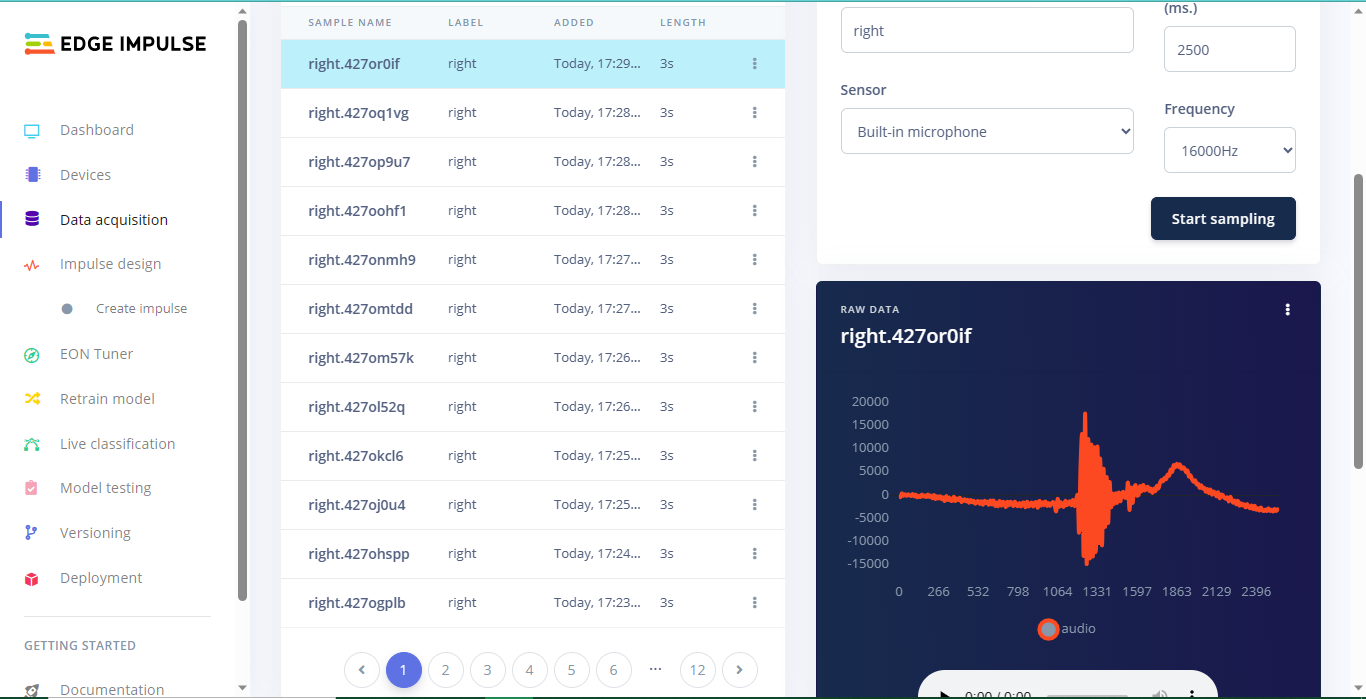 EDGE IMPULSE
Dashboard
Devices
Data acquisition
Impulse design
Create impulse
EON Tuner
Retrain model
Live classification
Model testing
Versioning
Deployment
GETTING STARTED
Documentation
SAMPLE NAME LABEL ADDED LENGTH
right.427or0if right Today, 17:29... 3s
right.427oq1vg right Today, 17:28... 3s
right.427op9u7 right Today, 17:28... 3s
right.427oohf1 right Today, 17:28... 3s
right.427onmh9 right Today, 17:27... 3s
right.427omtdd right Today, 17:27... 3s
right.427om57k right Today, 17:26... 3s
right.427ol52q right Today, 17:26... 3s
right.427okcl6 right Today, 17:25... 3s
right.427oj0u4 right Today, 17:25... 3s
right.427ohspp right Today, 17:24... 3s
right.427ogplb right Today, 17:23... 3s
1 2 3 4 5 6 ... 12
(ms.)
right
2500
Sensor
Frequency
Built-in microphone
16000Hz
Start sampling
RAW DATA
right.427or0if
20000
15000
10000
5000
0
-5000
-10000
-15000
0 266 532 798 1064 1331 1597 1863 2129 2396
audio
0:00 / 0:00